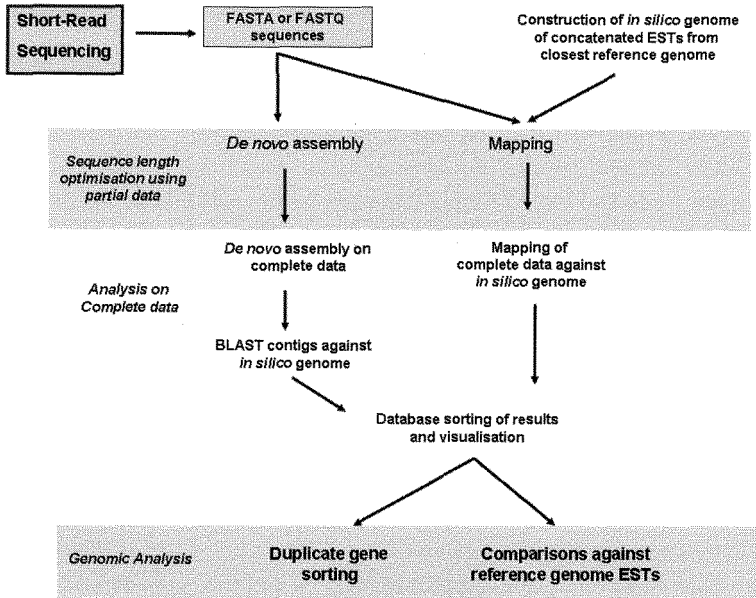 Short-Read
Sequencing
FASTA or FASTQ
sequences
Construction of in silico genome
of concatenated ESTs from
closest reference genome
Sequence length
optimisation using
partial data
De novo assembly
Mapping
De novo assembly on
complete data
Mapping of
complete data against
in silico genome
Analysis on
Complete data
BLAST contigs against
in silico genome
Database sorting of results
and visualisation
Genomic Analysis
Duplicate gene
sorting
Comparisons against
reference genome ESTs